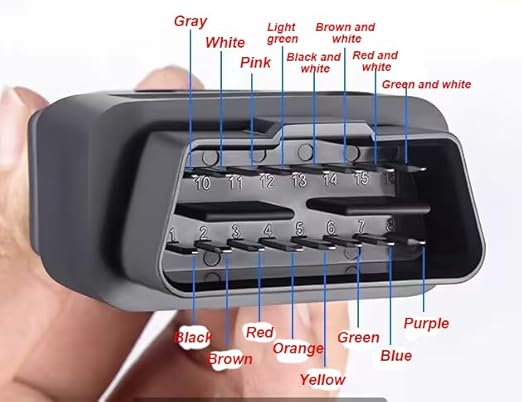 Gray
White
Pink
Light
green
Black and
white
Brown and
white
Red and
white
Green and white
10 11 12 13 14 15
1 2 3 4 5 6 7 8
Black
Brown
Red
Orange
Yellow
Green
Blue
Purple